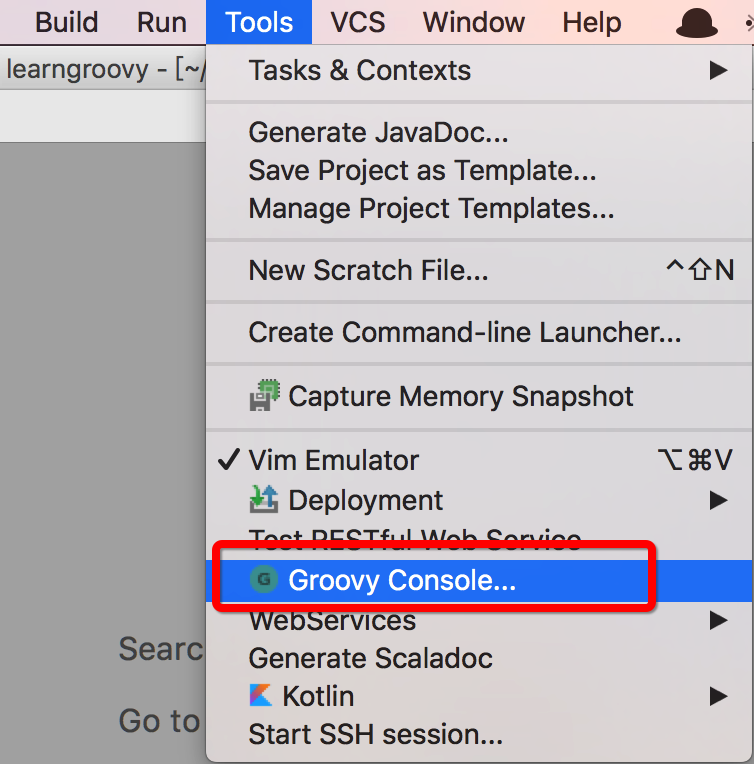 Build Run Tools VCS Window Help
learngroovy - [~/
Tasks & Contexts ▶
Generate JavaDoc...
Save Project as Template...
Manage Project Templates...
New Scratch File... ^⇧N
Create Command-line Launcher...
Capture Memory Snapshot
✓ Vim Emulator ⌥⌘V
Deployment ▶
Test RESTful Web Service
G Groovy Console...
WebServices ▶
Searc
Generate Scaladoc
Kotlin ▶
Go to
Start SSH session...